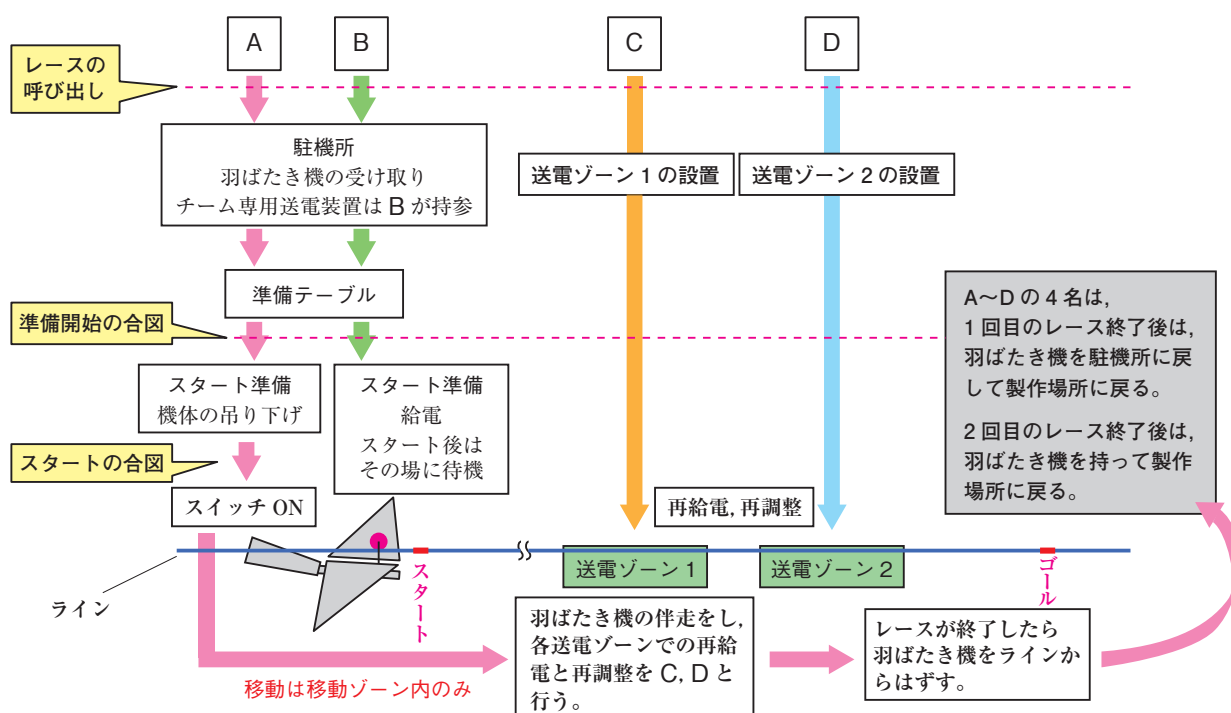 A
B
C
D
レースの
呼び出し
駐機所
羽ばたき機の受け取り
チーム専用送電装置は B が持参
送電ゾーン 1 の設置
送電ゾーン 2 の設置
準備テーブル
準備開始の合図
スタート準備
機体の吊り下げ
スタート準備
給電
スタート後は
その場に待機
A〜D の 4 名は,
1 回目のレース終了後は,
羽ばたき機を駐機所に戻
して製作場所に戻る。
2 回目のレース終了後は,
羽ばたき機を持って製作
場所に戻る。
スタートの合図
スイッチ ON
再給電, 再調整
ライン
スタート
送電ゾーン 1
送電ゾーン 2
ゴール
移動は移動ゾーン内のみ
羽ばたき機の伴走をし,
各送電ゾーンでの再給
電と再調整を C, D と
行う。
レースが終了したら
羽ばたき機をラインか
らはずす。